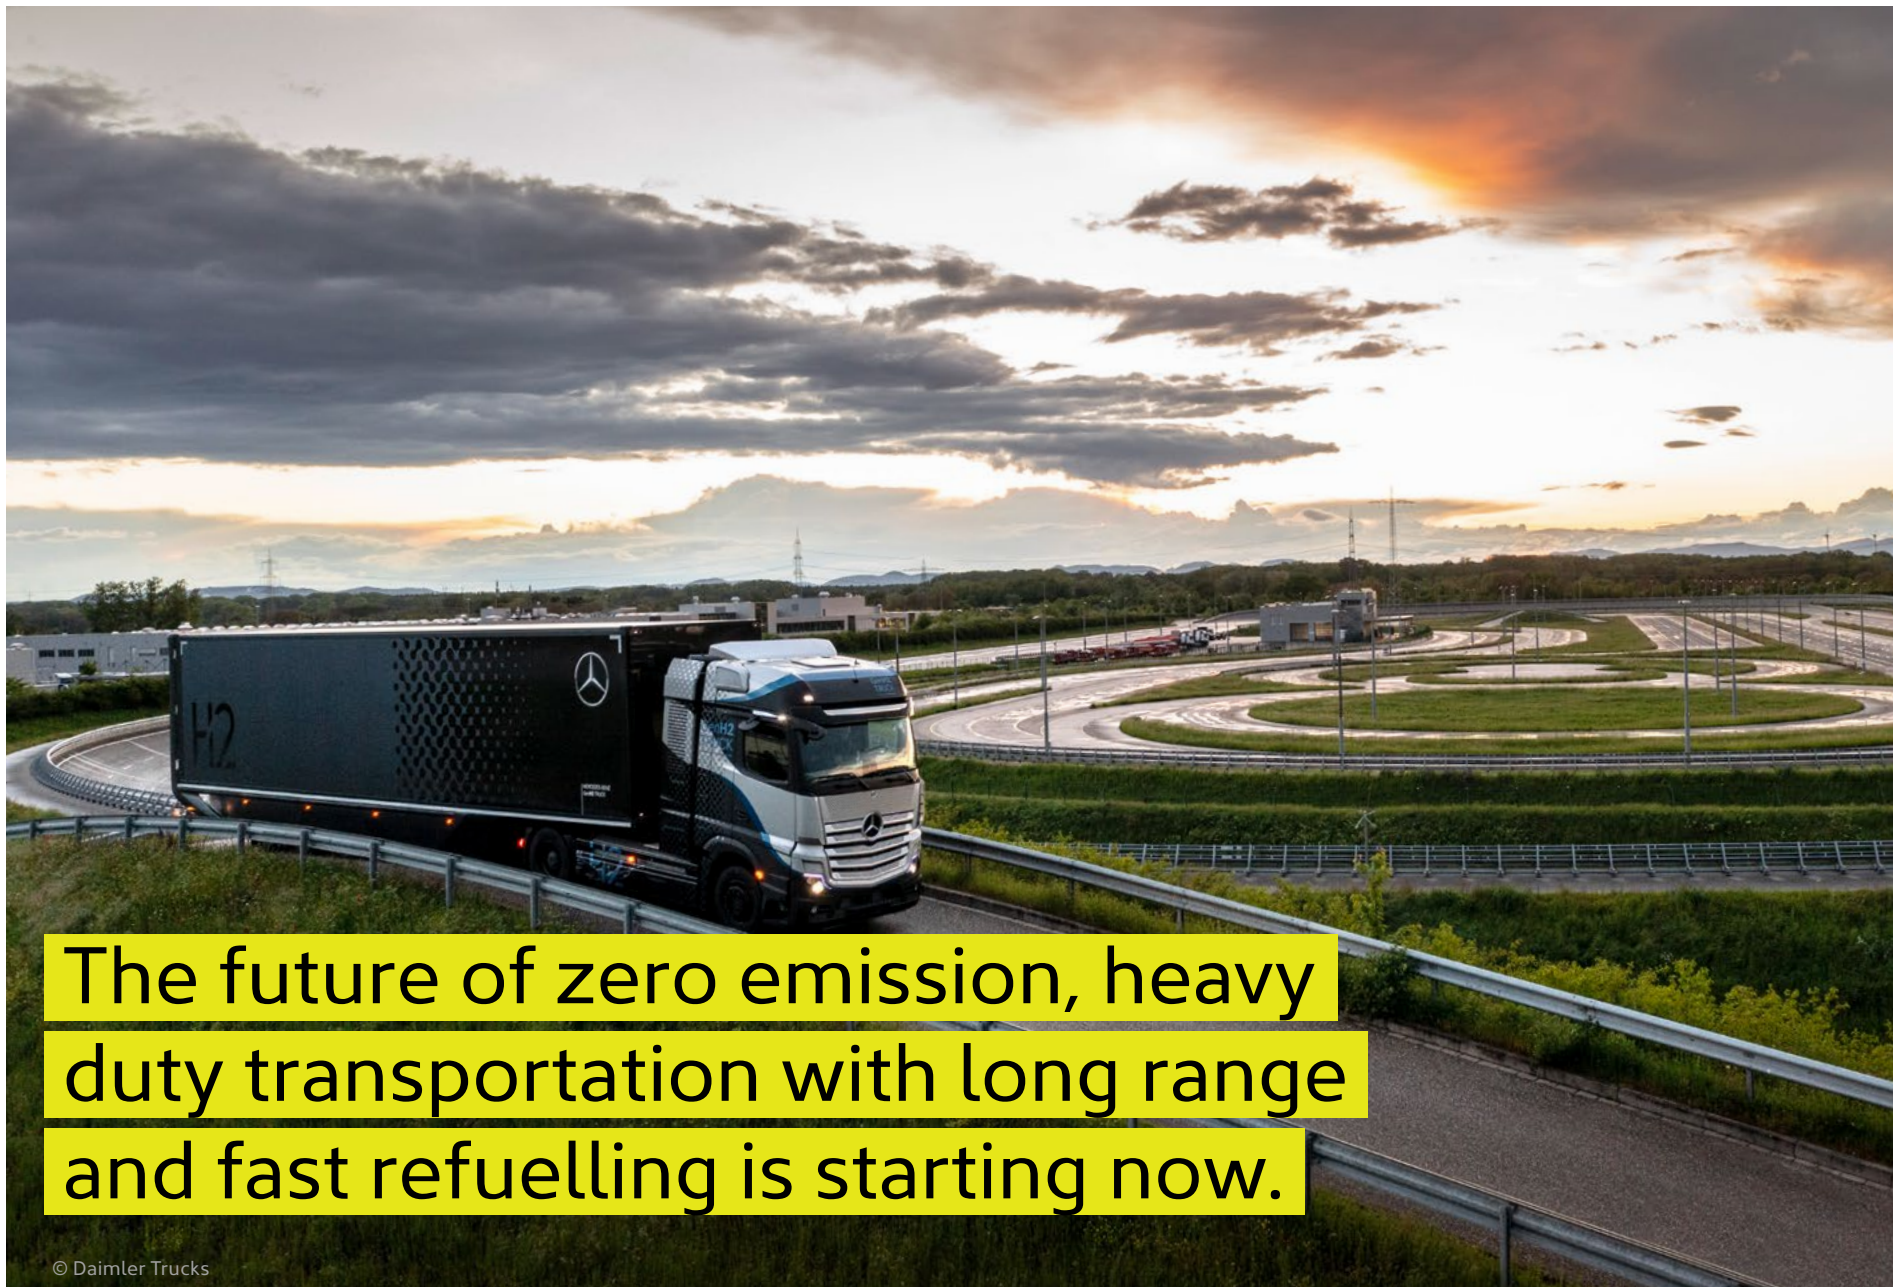 H2
The future of zero emission, heavy
duty transportation with long range
and fast refuelling is starting now.
© Daimler Trucks